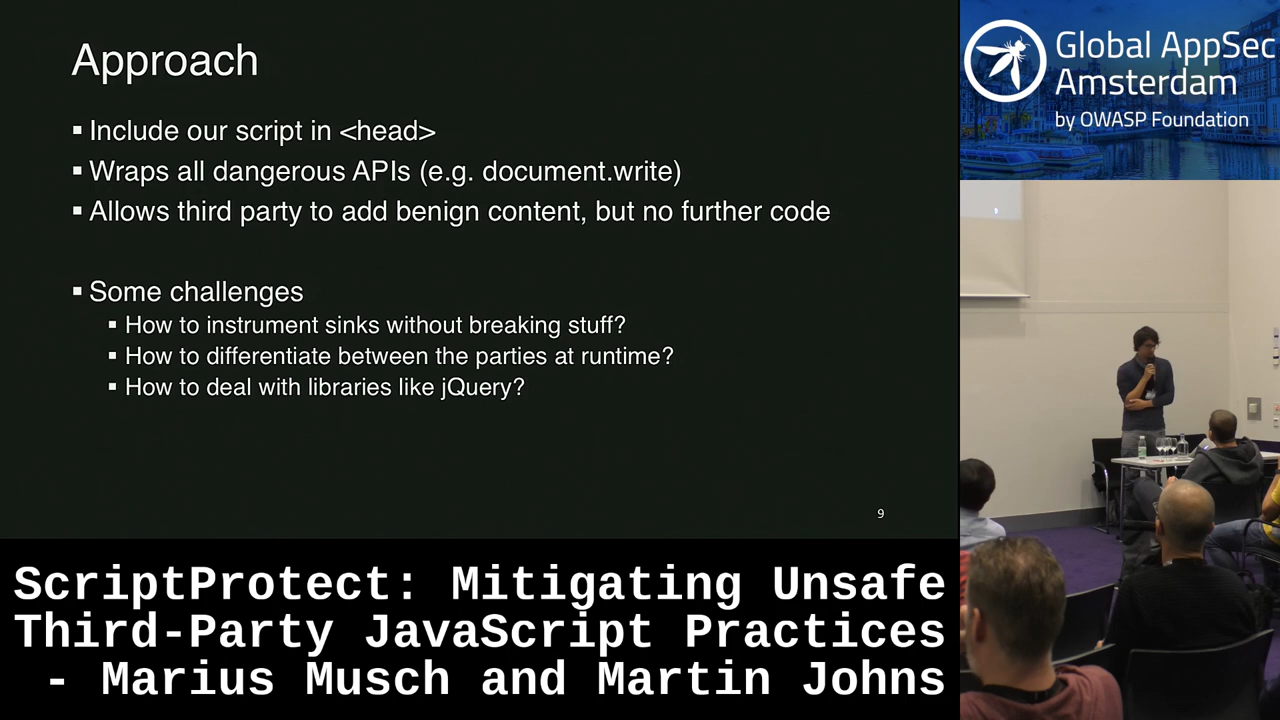 Approach
▪ Include our script in <head>
▪ Wraps all dangerous APIs (e.g. document.write)
▪ Allows third party to add benign content, but no further code
▪ Some challenges
▪ How to instrument sinks without breaking stuff?
▪ How to differentiate between the parties at runtime?
▪ How to deal with libraries like jQuery?
9
Global AppSec
Amsterdam
by OWASP Foundation
ScriptProtect: Mitigating Unsafe
Third-Party JavaScript Practices
- Marius Musch and Martin Johns